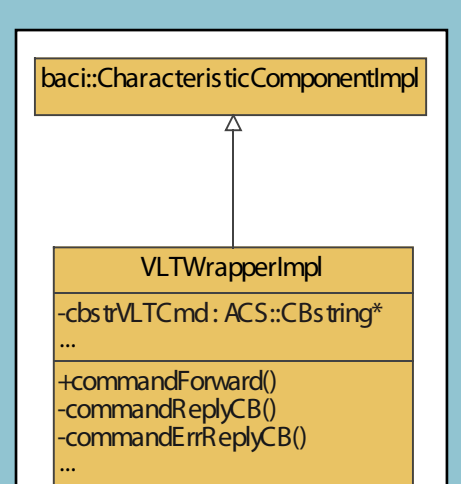 baci::CharacteristicComponentImpl
VLTWrapperImpl
-cbstrVLTCmd : ACS::CBstring*
...
+commandForward()
-commandReplyCB()
-commandErrReplyCB()
...